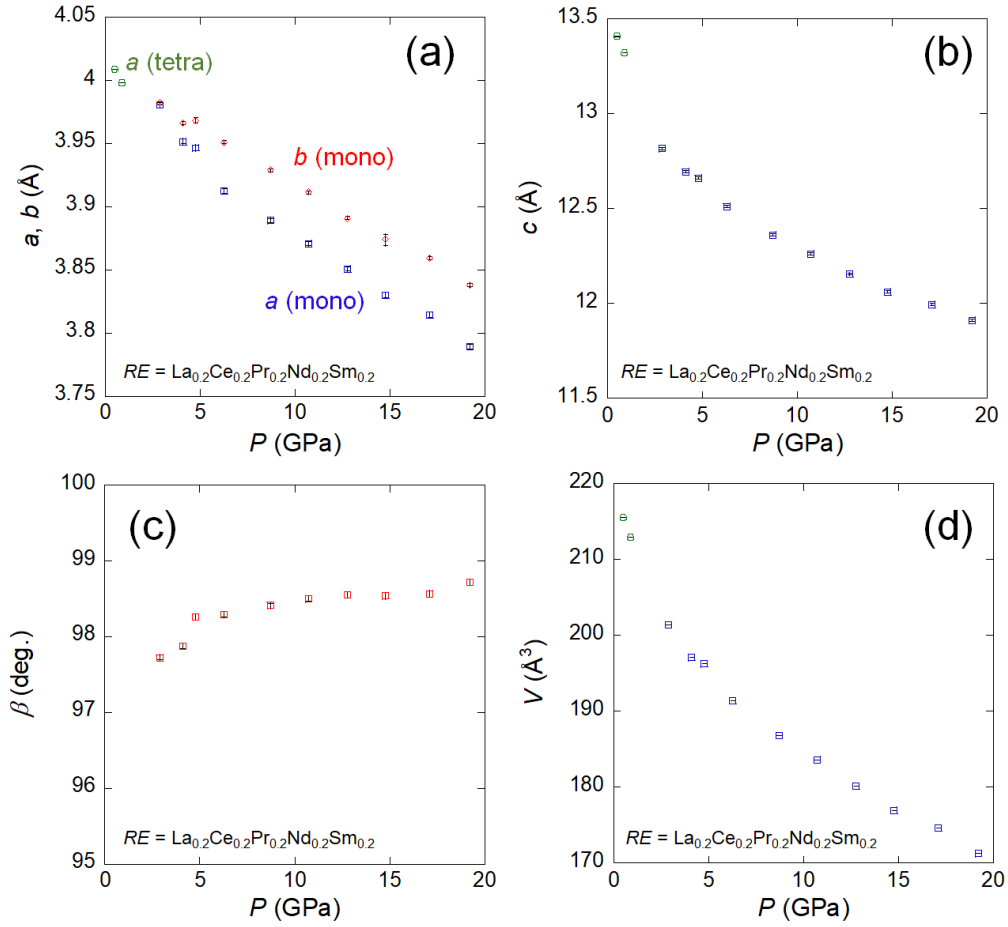 (a)
4.05
4
3.95
3.9
3.85
3.8
3.75
a, b (Å)
a (tetra)
b (mono)
a (mono)
RE = La0.2Ce0.2Pr0.2Nd0.2Sm0.2
0 5 10 15 20
P (GPa)
(b)
13.5
13
12.5
12
11.5
c (Å)
RE = La0.2Ce0.2Pr0.2Nd0.2Sm0.2
0 5 10 15 20
P (GPa)
(c)
100
99
98
97
96
95
β (deg.)
RE = La0.2Ce0.2Pr0.2Nd0.2Sm0.2
0 5 10 15 20
P (GPa)
(d)
220
210
200
190
180
170
V (Å3)
RE = La0.2Ce0.2Pr0.2Nd0.2Sm0.2
0 5 10 15 20
P (GPa)